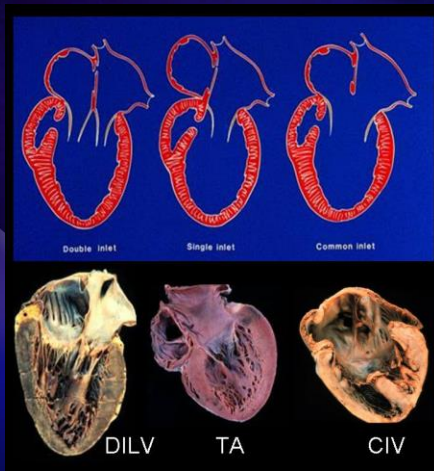 Double inlet
Single inlet
Common inlet
DILV
TA
CIV